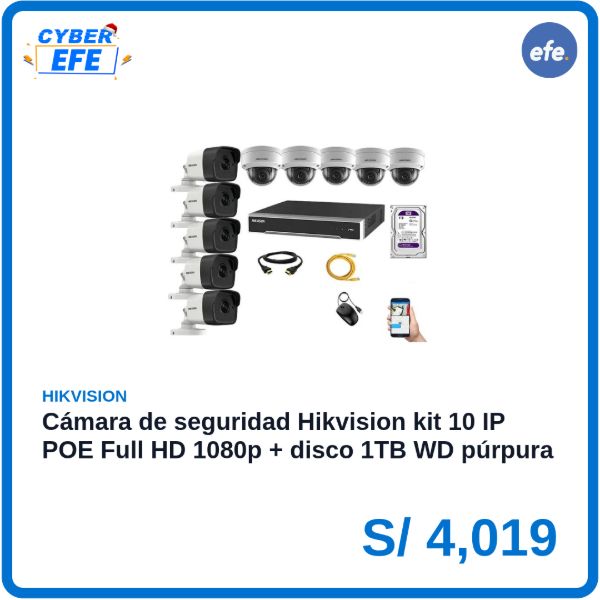 CYBER
EFE
efe.
HIKVISION
Cámara de seguridad Hikvision kit 10 IP
POE Full HD 1080p + disco 1TB WD púrpura
S/ 4,019